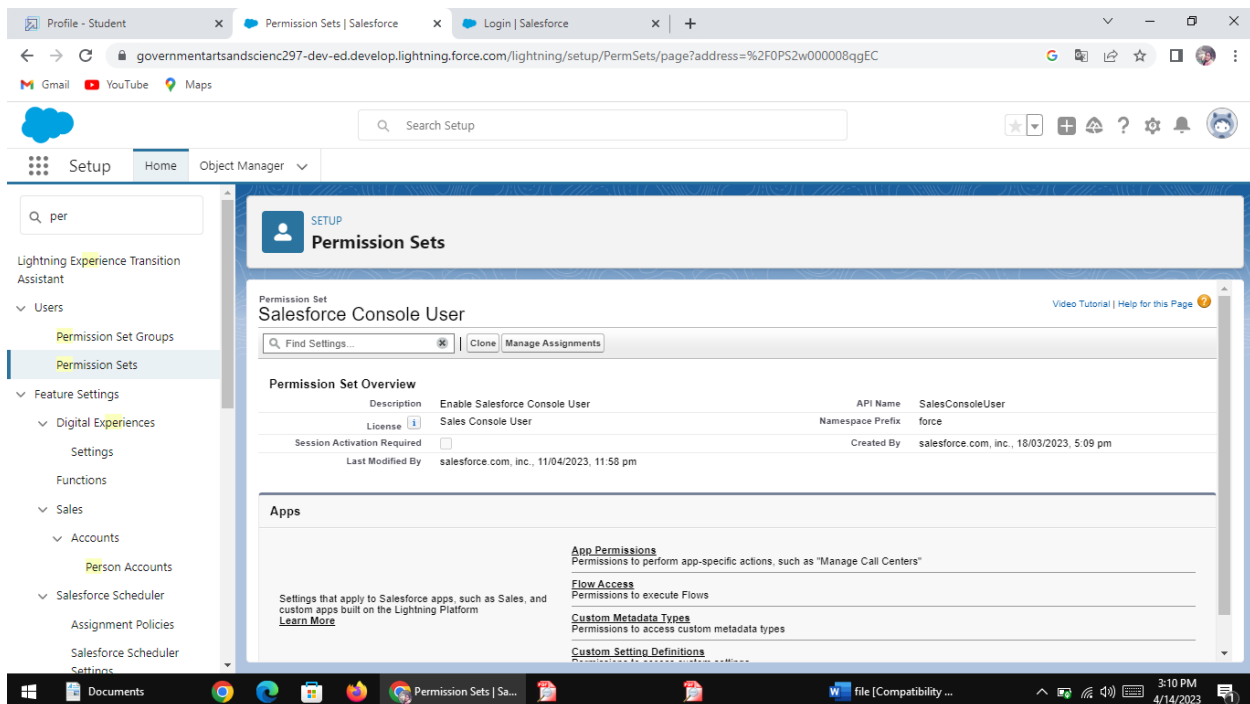 Profile - Student
Permission Sets | Salesforce
Login | Salesforce
governmentartsandscienc297-dev-ed.develop.lightning.force.com/lightning/setup/PermSets/page?address=%2F0PS2w000008qgEC
Gmail YouTube Maps
Search Setup
Setup Home Object Manager
per
SETUP
Permission Sets
Lightning Experience Transition
Assistant
Users
Permission Set Groups
Permission Sets
Feature Settings
Digital Experiences
Settings
Functions
Sales
Accounts
Person Accounts
Salesforce Scheduler
Assignment Policies
Salesforce Scheduler
Settings
Permission Set
Salesforce Console User
Video Tutorial | Help for this Page
Find Settings... Clone Manage Assignments
Permission Set Overview
Description Enable Salesforce Console User API Name SalesConsoleUser
License i Sales Console User Namespace Prefix force
Session Activation Required Created By salesforce.com, inc., 18/03/2023, 5:09 pm
Last Modified By salesforce.com, inc., 11/04/2023, 11:58 pm
Apps
Settings that apply to Salesforce apps, such as Sales, and
custom apps built on the Lightning Platform
Learn More
App Permissions
Permissions to perform app-specific actions, such as "Manage Call Centers"
Flow Access
Permissions to execute Flows
Custom Metadata Types
Permissions to access custom metadata types
Custom Setting Definitions
Permissions to access custom settings
Documents
Permission Sets | Sa...
file [Compatibility ...
3:10 PM
4/14/2023